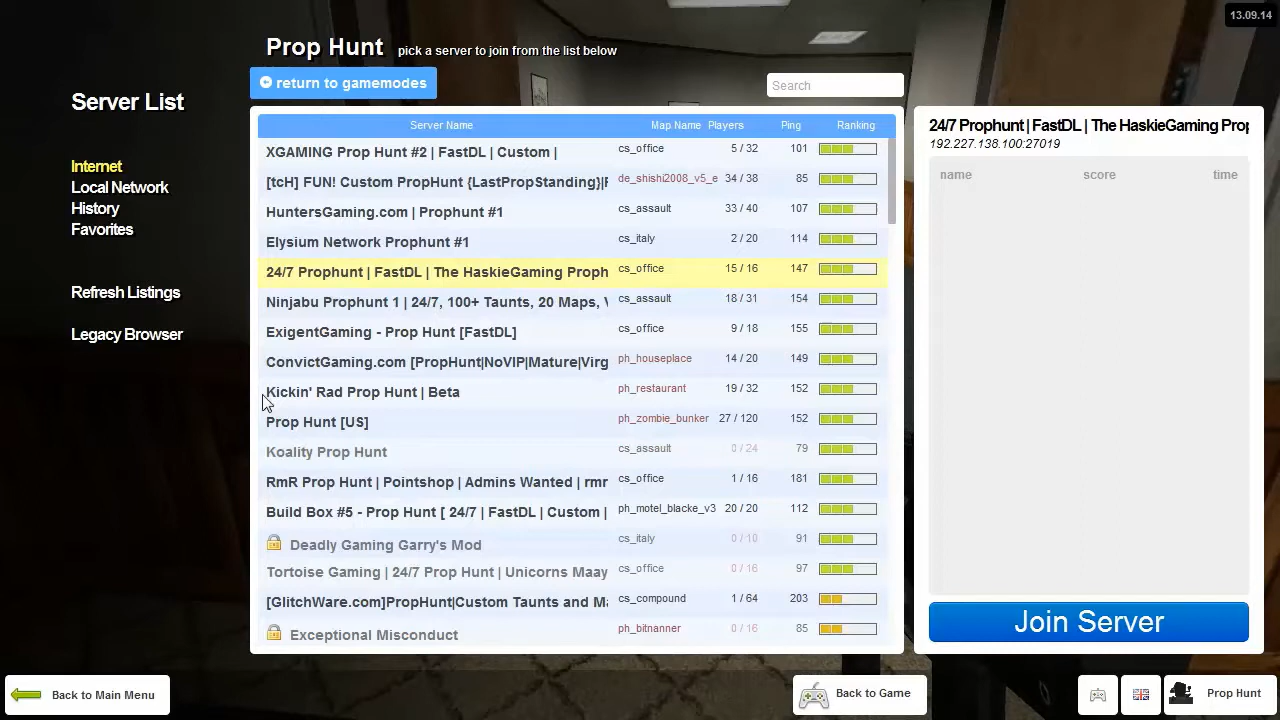 13.09.14
Prop Hunt pick a server to join from the list below
return to gamemodes
Search
Server List
Internet
Local Network
History
Favorites
Refresh Listings
Legacy Browser
Server Name Map Name Players Ping Ranking
XGAMING Prop Hunt #2 | FastDL | Custom | cs_office 5 / 32 101
[tcH] FUN! Custom PropHunt {LastPropStanding}|F de_shishi2008_v5_e 34 / 38 85
HuntersGaming.com | Prophunt #1 cs_assault 33 / 40 107
Elysium Network Prophunt #1 cs_italy 2 / 20 114
24/7 Prophunt | FastDL | The HaskieGaming Proph cs_office 15 / 16 147
Ninjabu Prophunt 1 | 24/7, 100+ Taunts, 20 Maps, V cs_assault 18 / 31 154
ExigentGaming - Prop Hunt [FastDL] cs_office 9 / 18 155
ConvictGaming.com [PropHunt|NoVIP|Mature|Virg ph_houseplace 14 / 20 149
Kickin' Rad Prop Hunt | Beta ph_restaurant 19 / 32 152
Prop Hunt [US] ph_zombie_bunker 27 / 120 152
Koality Prop Hunt cs_assault 0 / 24 79
RmR Prop Hunt | Pointshop | Admins Wanted | rmr cs_office 1 / 16 181
Build Box #5 - Prop Hunt [ 24/7 | FastDL | Custom | ph_motel_blacke_v3 20 / 20 112
Deadly Gaming Garry's Mod cs_italy 0 / 10 91
Tortoise Gaming | 24/7 Prop Hunt | Unicorns Maay cs_office 0 / 16 97
[GlitchWare.com]PropHunt|Custom Taunts and Ma cs_compound 1 / 64 203
Exceptional Misconduct ph_bitnanner 0 / 16 85
24/7 Prophunt | FastDL | The HaskieGaming Prop
192.227.138.100:27019
name score time
Join Server
Back to Main Menu
Back to Game
Prop Hunt